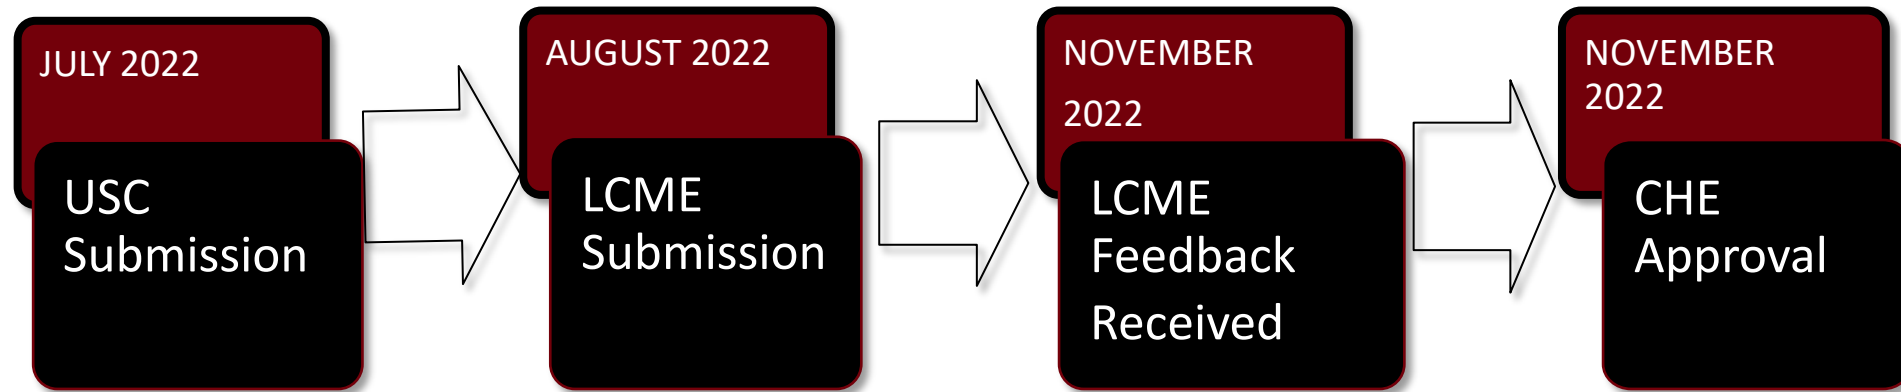 JULY 2022
USC
Submission
AUGUST 2022
LCME
Submission
NOVEMBER
2022
LCME
Feedback
Received
NOVEMBER
2022
CHE
Approval